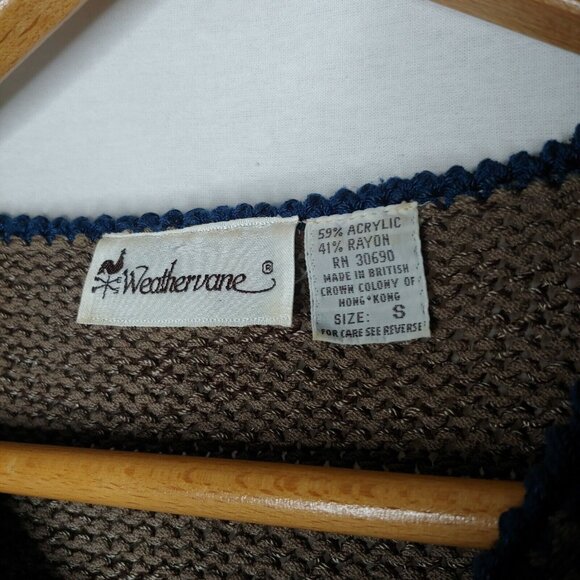 Weathervane ®
59% ACRYLIC
41% RAYON
RN 30690
MADE IN BRITISH
CROWN COLONY OF
HONG • KONG
SIZE: S
FOR CARE SEE REVERSE